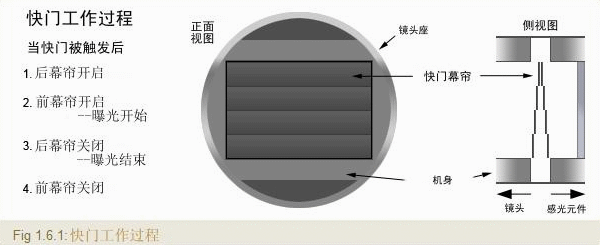 快门工作过程
当快门被触发后
1. 后幕帘开启
2. 前幕帘开启
--曝光开始
3. 后幕帘关闭
--曝光结束
4. 前幕帘关闭
正面
视图
镜头座
快门幕帘
机身
侧视图
镜头
感光元件
Fig 1.6.1: 快门工作过程